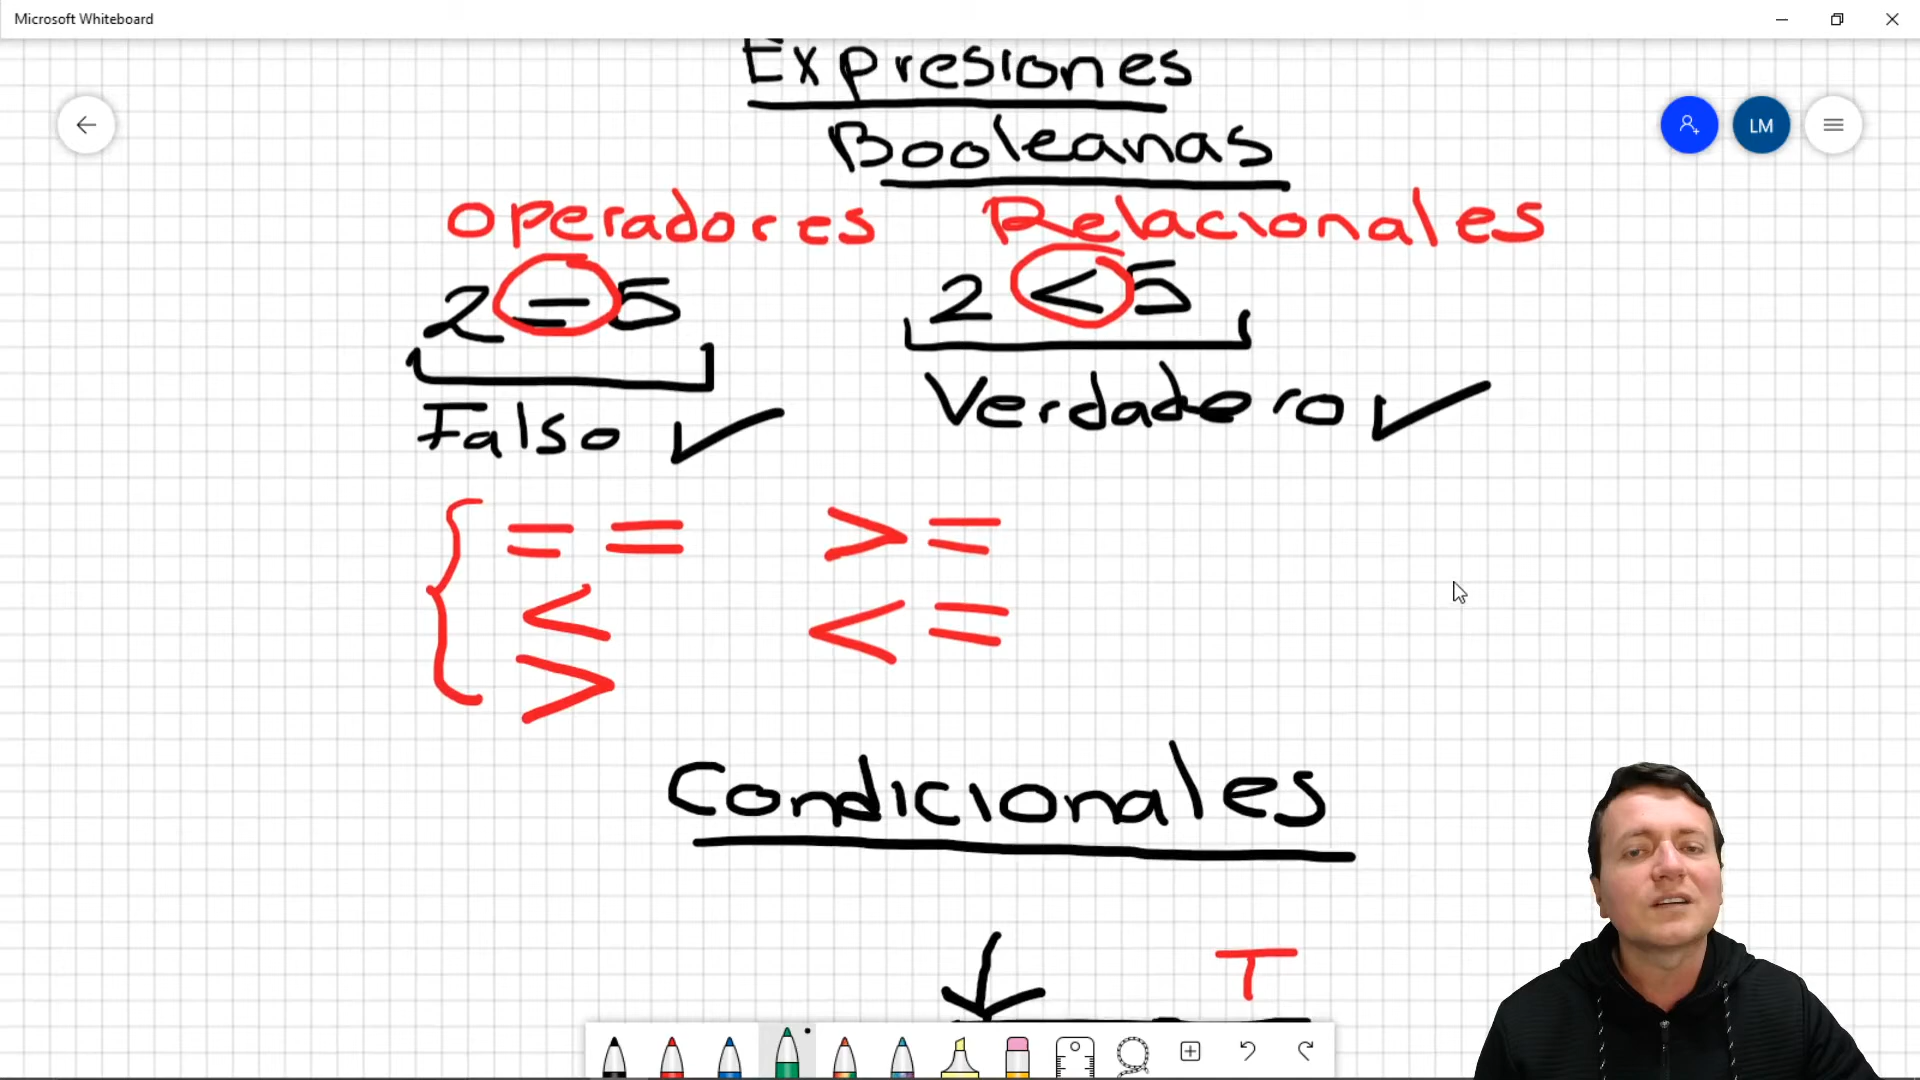 Microsoft Whiteboard
Expresiones
Booleanas
LM
Operadores Relacionales
2 = 5 2 < 5
Falso ✓ Verdadero ✓
{ = = >=
< <=
>
Condicionales
T